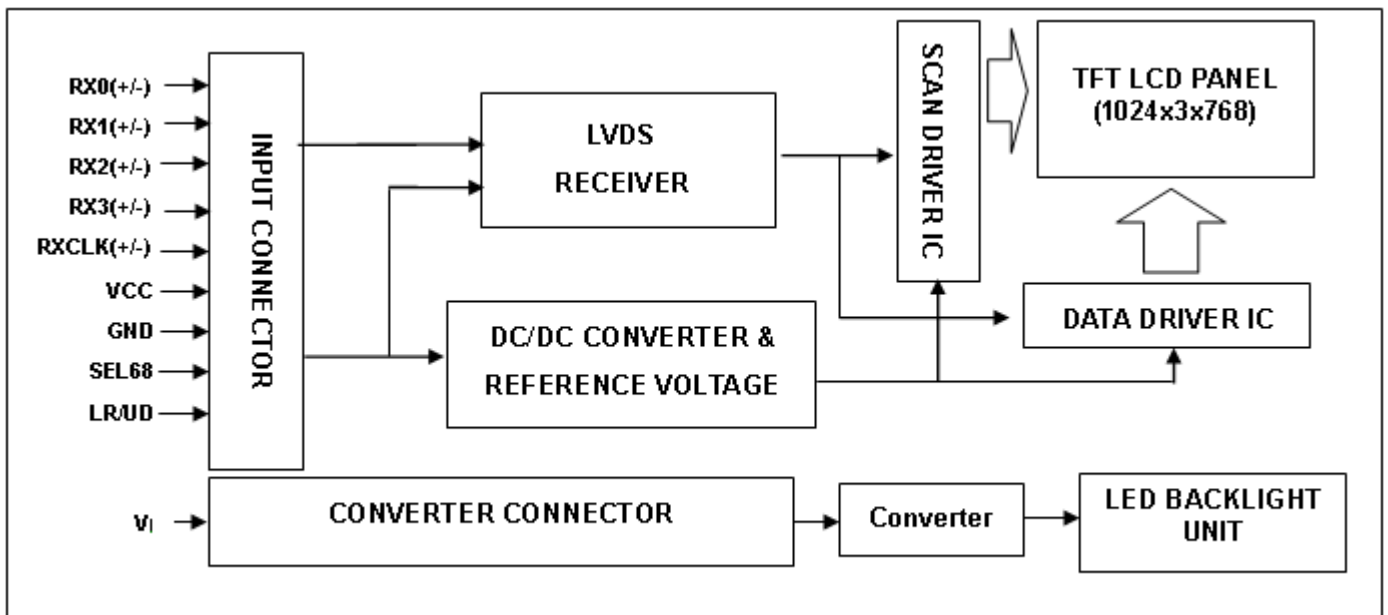 RX0(+/-)
RX1(+/-)
RX2(+/-)
RX3(+/-)
RXCLK(+/-)
VCC
GND
SEL68
LR/UD
INPUT CONNECTOR
LVDS
RECEIVER
DC/DC CONVERTER &
REFERENCE VOLTAGE
SCAN DRIVER IC
TFT LCD PANEL
(1024x3x768)
DATA DRIVER IC
VI
CONVERTER CONNECTOR
Converter
LED BACKLIGHT
UNIT